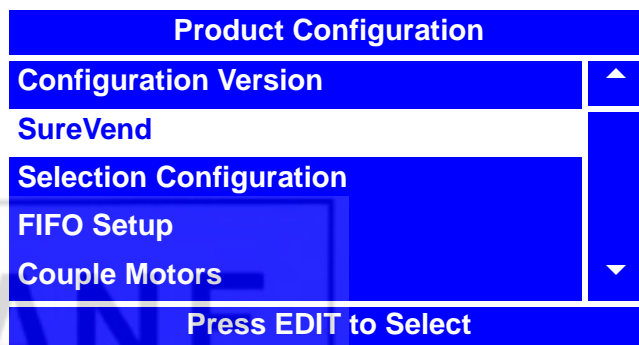 Product Configuration
Configuration Version
SureVend
Selection Configuration
FIFO Setup
Couple Motors
Press EDIT to Select